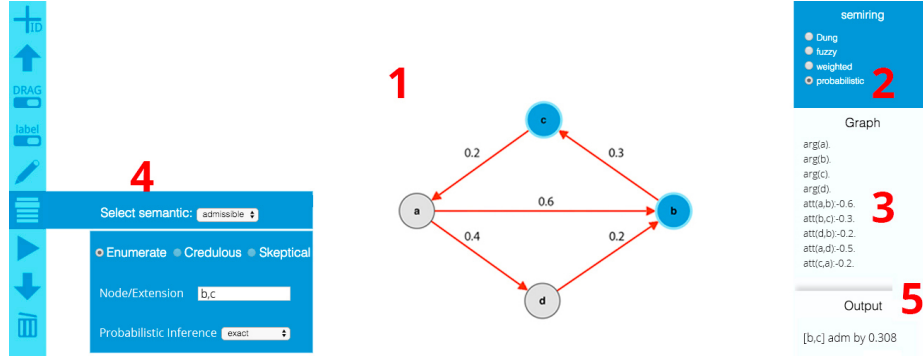 ID
DRAG
label
4
Select semantic: admissible
Enumerate Credulous Skeptical
Node/Extension b,c
Probabilistic Inference exact
1
c
0.2 0.3
a 0.6 b
0.4 0.2
d
semiring
Dung
fuzzy
weighted
probabilistic
2
Graph
arg(a).
arg(b).
arg(c).
arg(d).
att(a,b):-0.6.
att(b,c):-0.3.
att(d,b):-0.2.
att(a,d):-0.5.
att(c,a):-0.2.
3
5
Output
[b,c] adm by 0.308